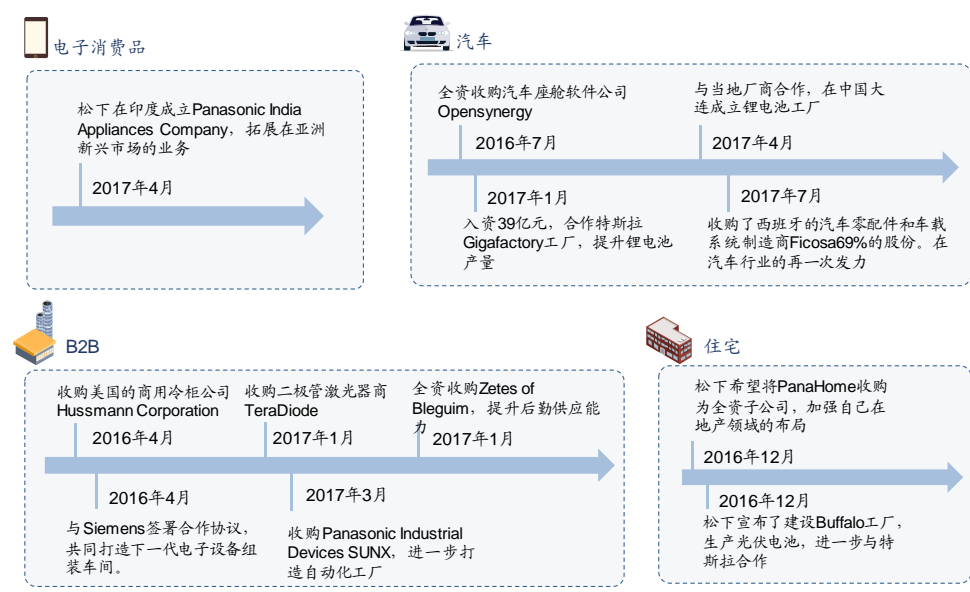 电子消费品
松下在印度成立Panasonic India
Appliances Company，拓展在亚洲
新兴市场的业务
2017年4月
汽车
全资收购汽车座舱软件公司
Opensynergy
2016年7月
2017年1月
入资39亿元，合作特斯拉
Gigafactory工厂，提升锂电池
产量
与当地厂商合作，在中国大
连成立锂电池工厂
2017年4月
2017年7月
收购了西班牙的汽车零配件和车载
系统制造商Ficosa69%的股份。在
汽车行业的再一次发力
B2B
收购美国的商用冷柜公司
Hussmann Corporation
2016年4月
2016年4月
与Siemens签署合作协议，
共同打造下一代电子设备组
装车间。
收购二极管激光器商
TeraDiode
2017年1月
2017年3月
收购Panasonic Industrial
Devices SUNX，进一步打
造自动化工厂
全资收购Zetes of
Bleguim，提升后勤供应能
力
2017年1月
住宅
松下希望将PanaHome收购
为全资子公司，加强自己在
地产领域的布局
2016年12月
2016年12月
松下宣布了建设Buffalo工厂，
生产光伏电池，进一步与特
斯拉合作